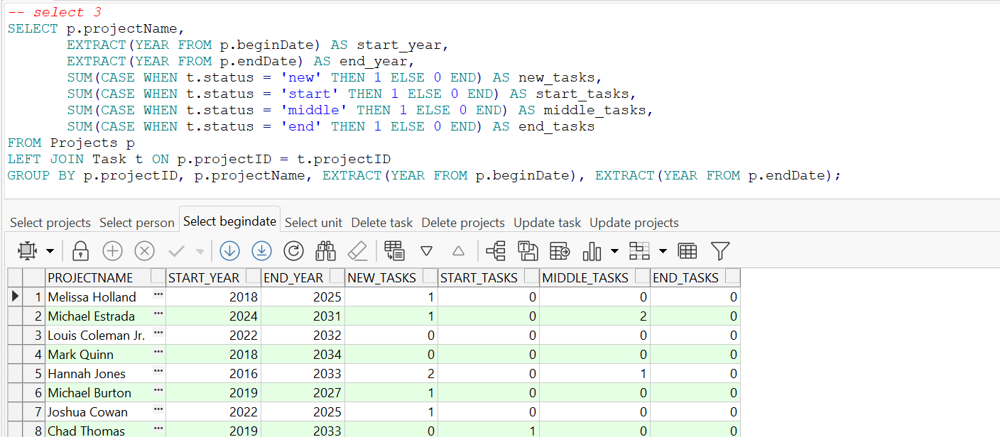 -- select 3
SELECT p.projectName,
EXTRACT(YEAR FROM p.beginDate) AS start_year,
EXTRACT(YEAR FROM p.endDate) AS end_year,
SUM(CASE WHEN t.status = 'new' THEN 1 ELSE 0 END) AS new_tasks,
SUM(CASE WHEN t.status = 'start' THEN 1 ELSE 0 END) AS start_tasks,
SUM(CASE WHEN t.status = 'middle' THEN 1 ELSE 0 END) AS middle_tasks,
SUM(CASE WHEN t.status = 'end' THEN 1 ELSE 0 END) AS end_tasks
FROM Projects p
LEFT JOIN Task t ON p.projectID = t.projectID
GROUP BY p.projectID, p.projectName, EXTRACT(YEAR FROM p.beginDate), EXTRACT(YEAR FROM p.endDate);
Select projects Select person Select begindate Select unit Delete task Delete projects Update task Update projects
PROJECTNAME START_YEAR END_YEAR NEW_TASKS START_TASKS MIDDLE_TASKS END_TASKS
1 Melissa Holland ... 2018 2025 1 0 0 0
2 Michael Estrada ... 2024 2031 1 0 2 0
3 Louis Coleman Jr. ... 2022 2032 0 0 0 0
4 Mark Quinn ... 2018 2034 0 0 0 0
5 Hannah Jones ... 2016 2033 2 0 1 0
6 Michael Burton ... 2019 2027 1 0 0 0
7 Joshua Cowan ... 2022 2025 1 0 0 0
8 Chad Thomas ... 2019 2033 0 1 0 0